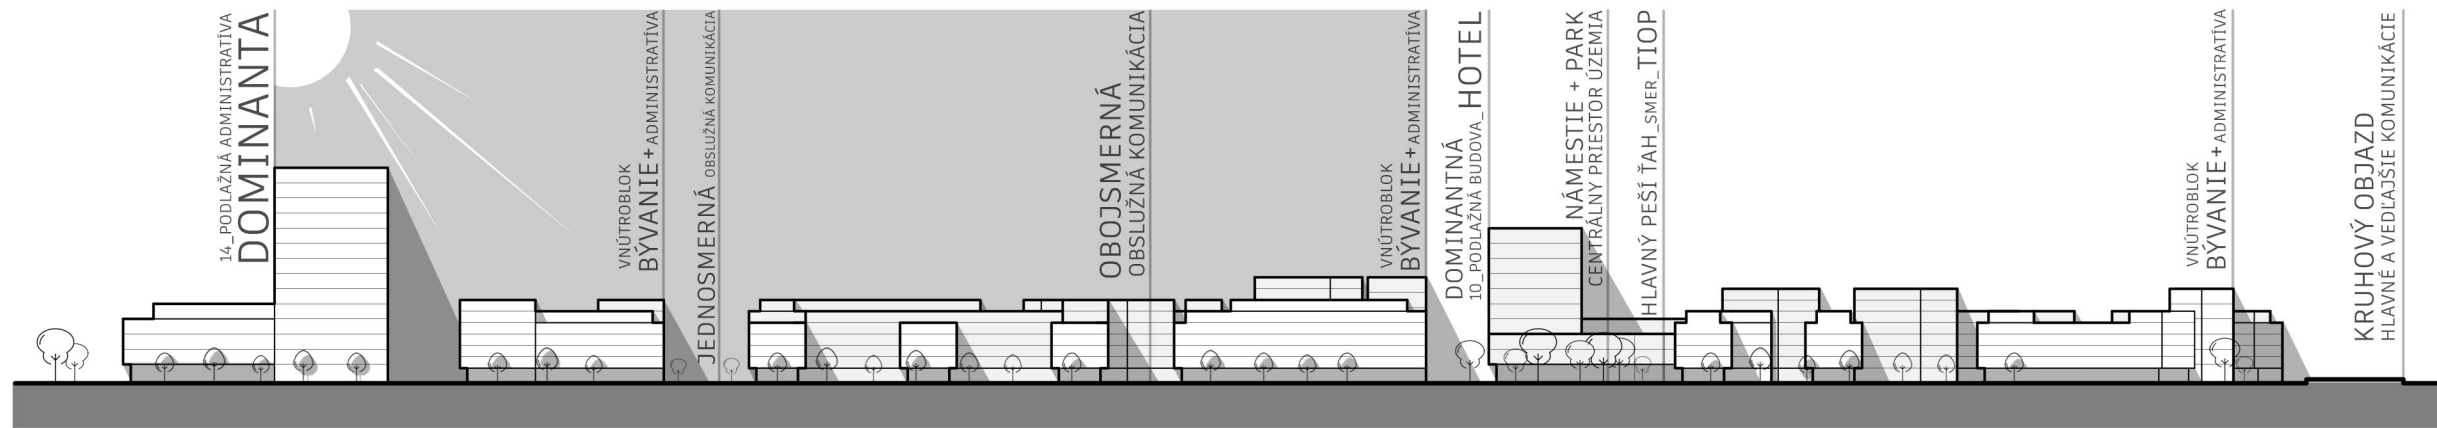 14_PODLAŽNÁ ADMINISTRATÍVA
DOMINANTA
VNÚTROBLOK
BÝVANIE+ADMINISTRATÍVA
JEDNOSMERNÁ OBSLUŽNÁ KOMUNIKÁCIA
OBOJSMERNÁ
OBSLUŽNÁ KOMUNIKÁCIA
VNÚTROBLOK
BÝVANIE+ADMINISTRATÍVA
DOMINANTNÁ
10_PODLAŽNÁ BUDOVA_HOTEL
NÁMESTIE + PARK
CENTRÁLNY PRIESTOR ÚZEMIA
HLAVNÝ PEŠÍ ŤAH_SMER_TIOP
VNÚTROBLOK
BÝVANIE+ADMINISTRATÍVA
KRUHOVÝ OBJAZD
HLAVNÉ A VEDĽAJŠIE KOMUNIKÁCIE